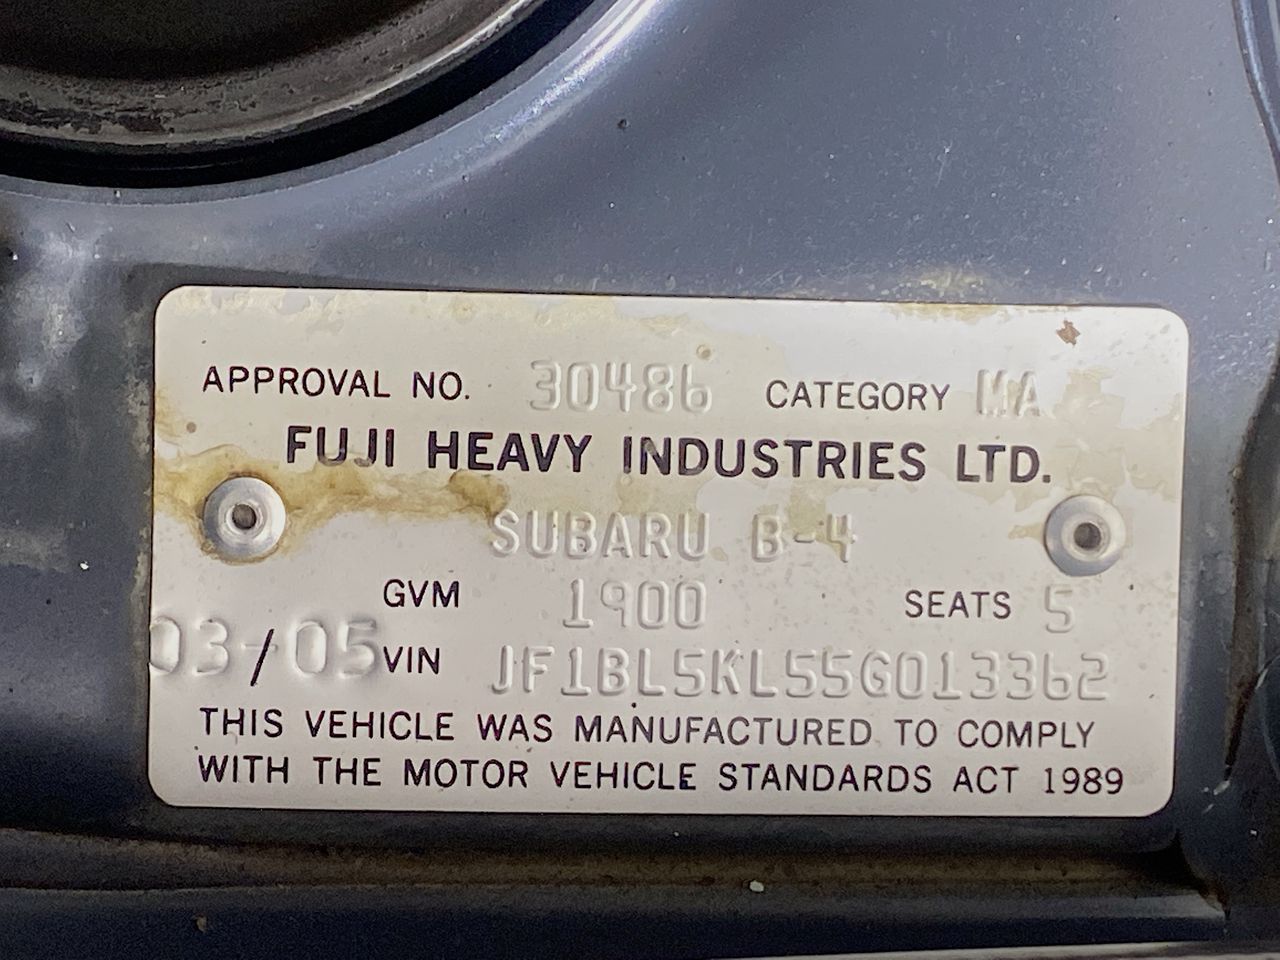 APPROVAL NO. 30486 CATEGORY MA
FUJI HEAVY INDUSTRIES LTD.
SUBARU B-4
GVM 1900 SEATS 5
03/05 VIN JF1BL5KL55G013362
THIS VEHICLE WAS MANUFACTURED TO COMPLY
WITH THE MOTOR VEHICLE STANDARDS ACT 1989